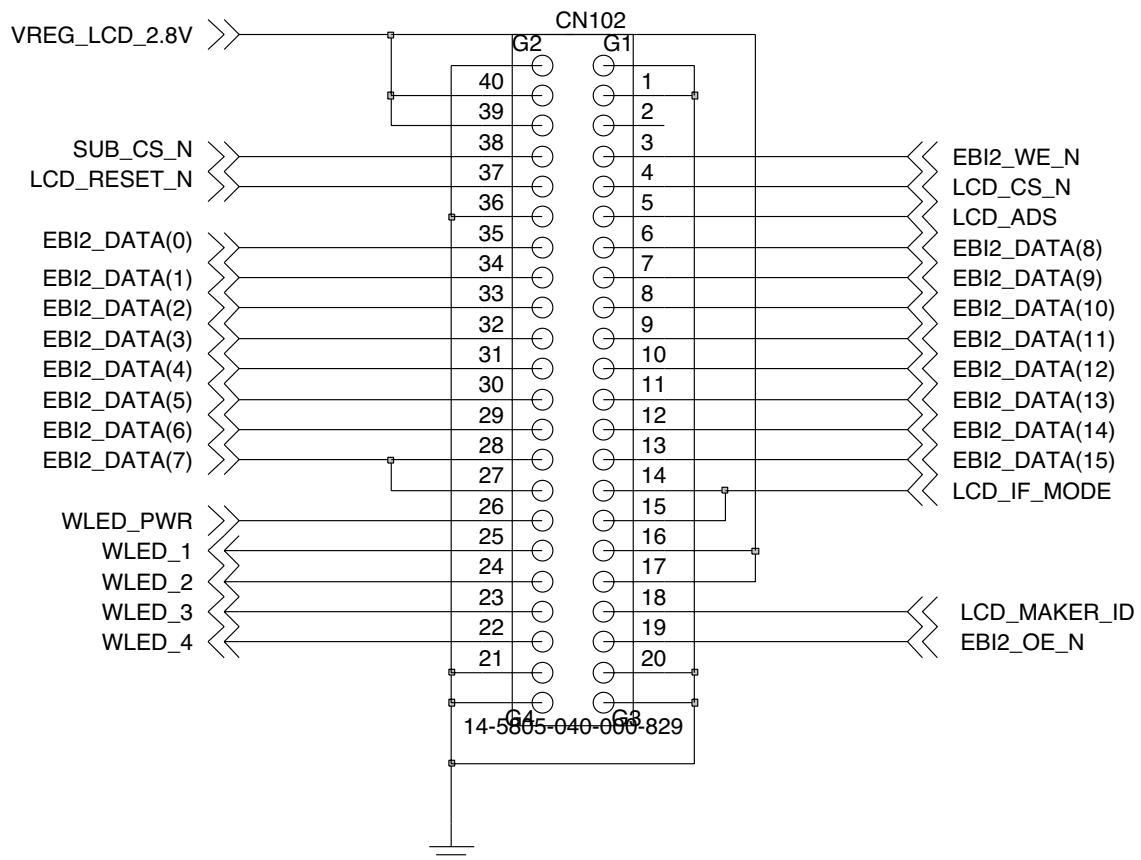 CN102
VREG_LCD_2.8V
G2 G1
40 1
39 2
SUB_CS_N 38 3 EBI2_WE_N
LCD_RESET_N 37 4 LCD_CS_N
36 5 LCD_ADS
EBI2_DATA(0) 35 6 EBI2_DATA(8)
EBI2_DATA(1) 34 7 EBI2_DATA(9)
EBI2_DATA(2) 33 8 EBI2_DATA(10)
EBI2_DATA(3) 32 9 EBI2_DATA(11)
EBI2_DATA(4) 31 10 EBI2_DATA(12)
EBI2_DATA(5) 30 11 EBI2_DATA(13)
EBI2_DATA(6) 29 12 EBI2_DATA(14)
EBI2_DATA(7) 28 13 EBI2_DATA(15)
27 14 LCD_IF_MODE
WLED_PWR 26 15
WLED_1 25 16
WLED_2 24 17
WLED_3 23 18 LCD_MAKER_ID
WLED_4 22 19 EBI2_OE_N
21 20
G4 G3
14-5805-040-000-829